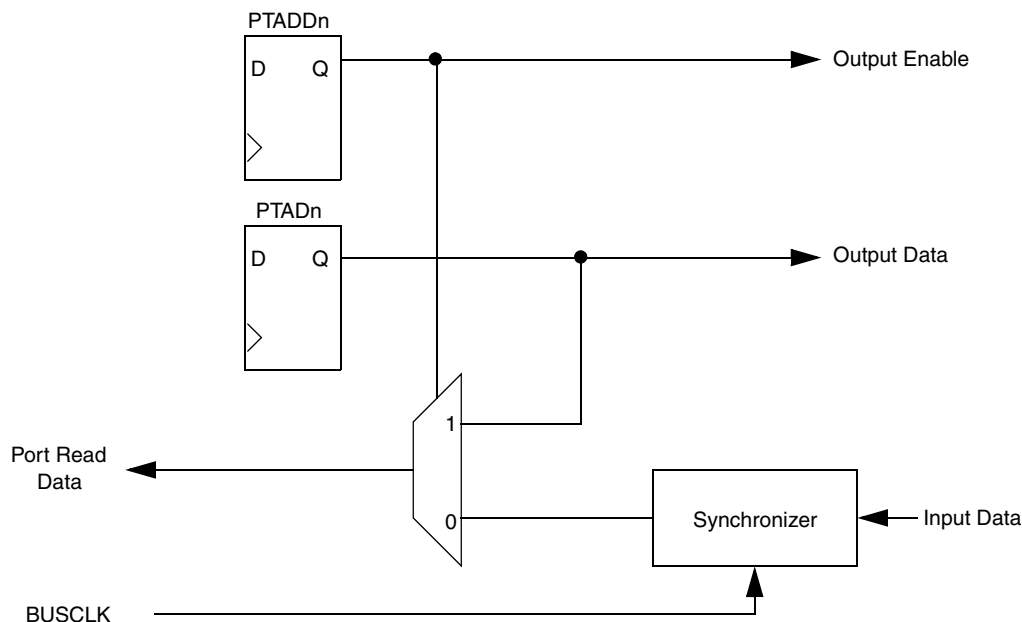 PTADDn
D Q
Output Enable
PTADn
D Q
Output Data
1
Port Read
Data
0
Synchronizer
Input Data
BUSCLK